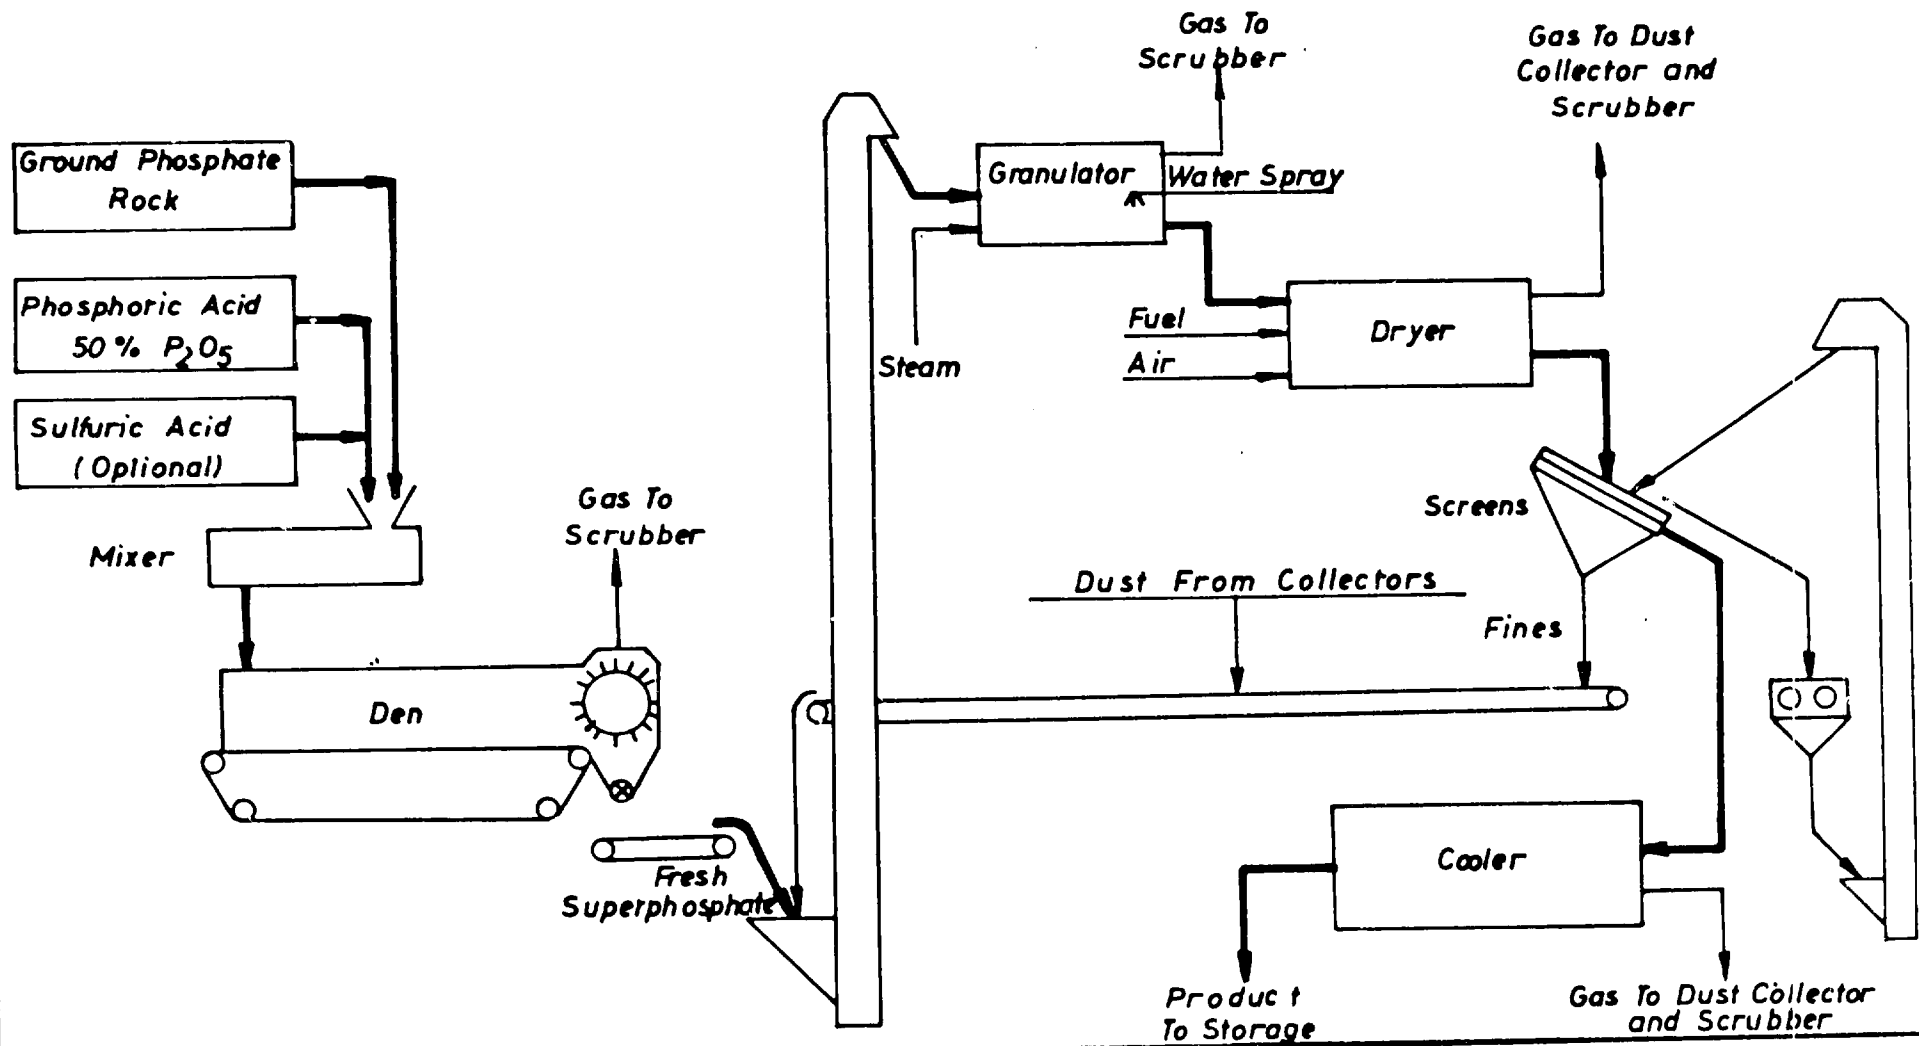 Ground Phosphate
Rock
Phosphoric Acid
50% P2O5
Sulfuric Acid
(Optional)
Mixer
Gas To
Scrubber
Den
Fresh
Superphosphate
Gas To
Scrubber
Granulator
Water Spray
Steam
Gas To Dust
Collector and
Scrubber
Fuel
Air
Dryer
Screens
Dust From Collectors
Fines
Cooler
Product
To Storage
Gas To Dust Collector
and Scrubber